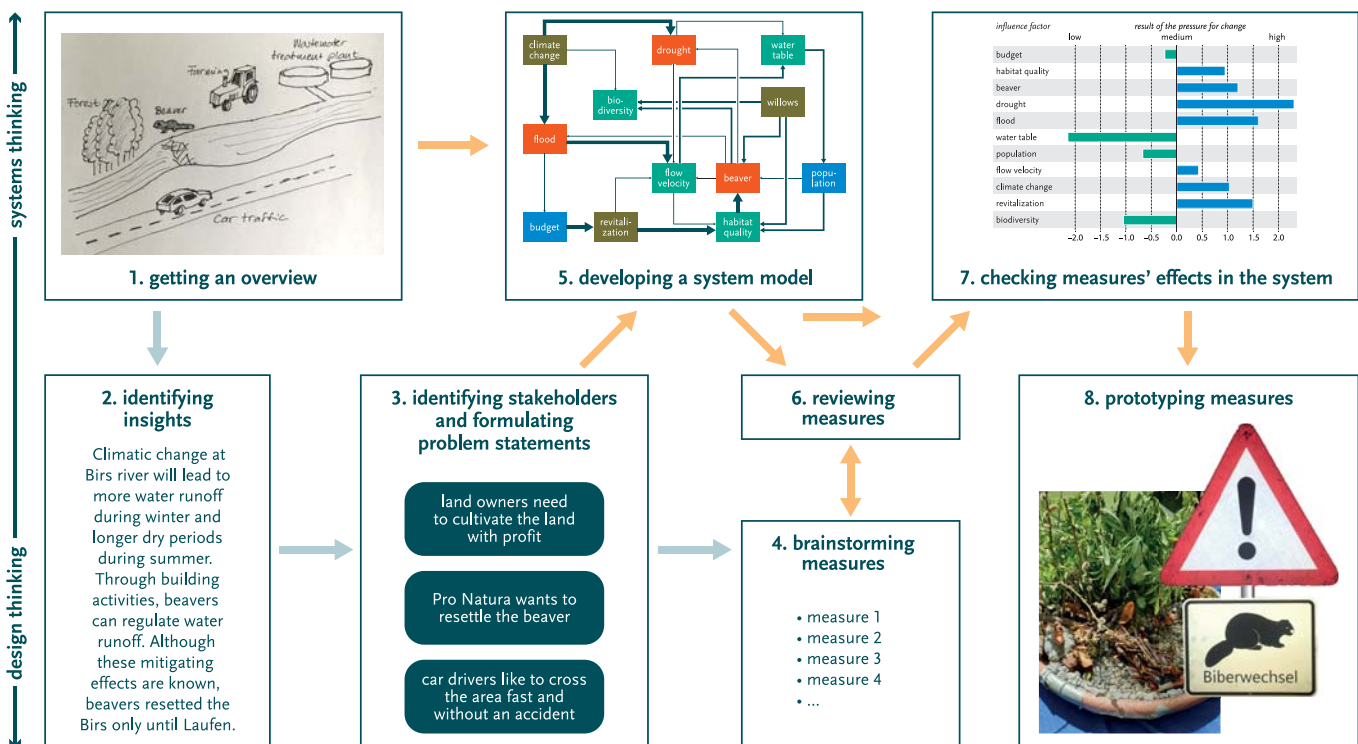 systems thinking
design thinking
Wastewater
treatment plant
Farming
Forest
Beaver
Car traffic
1. getting an overview
climate
change
drought
water
table
bio-
diversity
willows
flood
flow
velocity
beaver
popu-
lation
budget
revitali-
zation
habitat
quality
5. developing a system model
influence factor
result of the pressure for change
low
medium
high
budget
habitat quality
beaver
drought
flood
water table
population
flow velocity
climate change
revitalization
biodiversity
–2.0 –1.5 –1.0 –0.5 0.0 0.5 1.0 1.5 2.0
7. checking measures’ effects in the system
2. identifying
insights
Climatic change at
Birs river will lead to
more water runoff
during winter and
longer dry periods
during summer.
Through building
activities, beavers
can regulate water
runoff. Although
these mitigating
effects are known,
beavers resetted the
Birs only until Laufen.
3. identifying stakeholders
and formulating
problem statements
land owners need
to cultivate the land
with profit
Pro Natura wants to
resettle the beaver
car drivers like to cross
the area fast and
without an accident
6. reviewing
measures
4. brainstorming
measures
• measure 1
• measure 2
• measure 3
• measure 4
• ...
8. prototyping measures
!
Biberwechsel